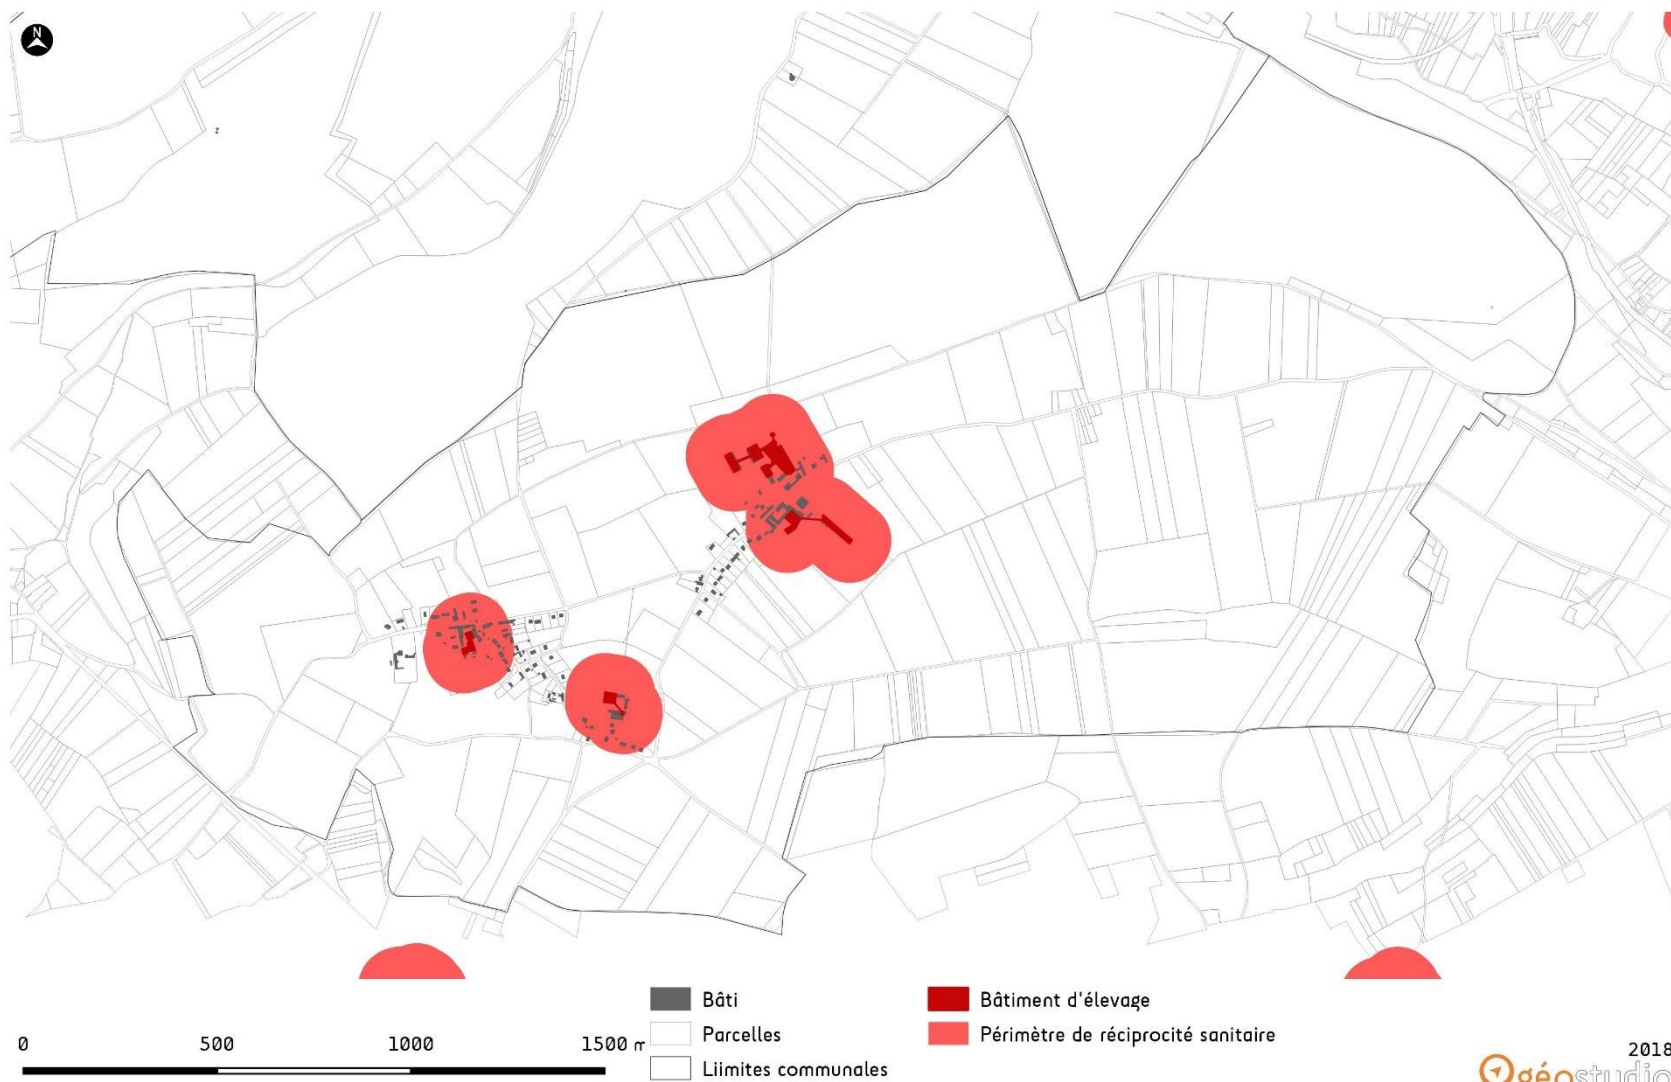 N
Bâti
Bâtiment d'élevage
Parcelles
Périmètre de réciprocité sanitaire
Liimites communales
0 500 1000 1500 m
2018
géostudio